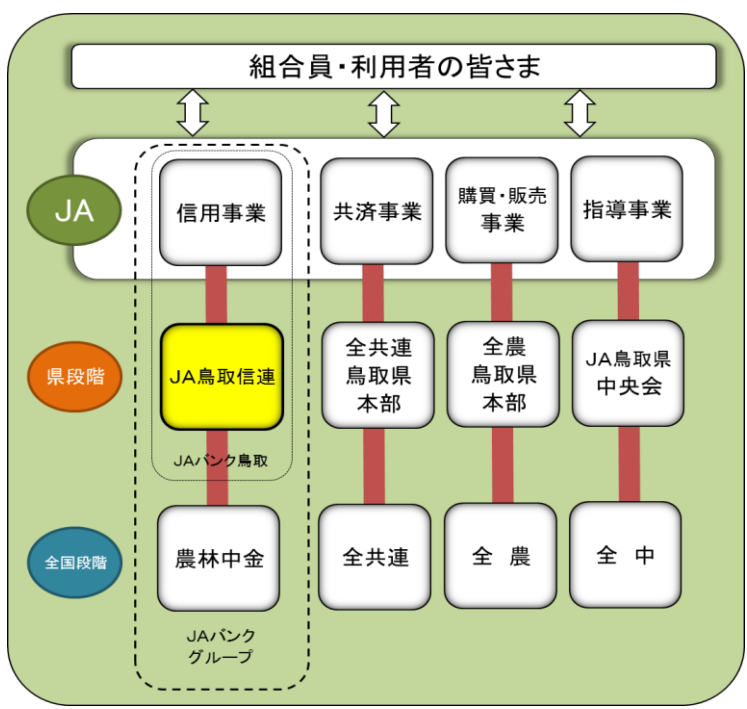 組合員・利用者の皆さま
JA
信用事業
共済事業
購買・販売
事業
指導事業
県段階
JA鳥取信連
全共連
鳥取県
本部
全農
鳥取県
本部
JA鳥取県
中央会
JAバンク鳥取
全国段階
農林中金
全共連
全　農
全　中
JAバンク
グループ